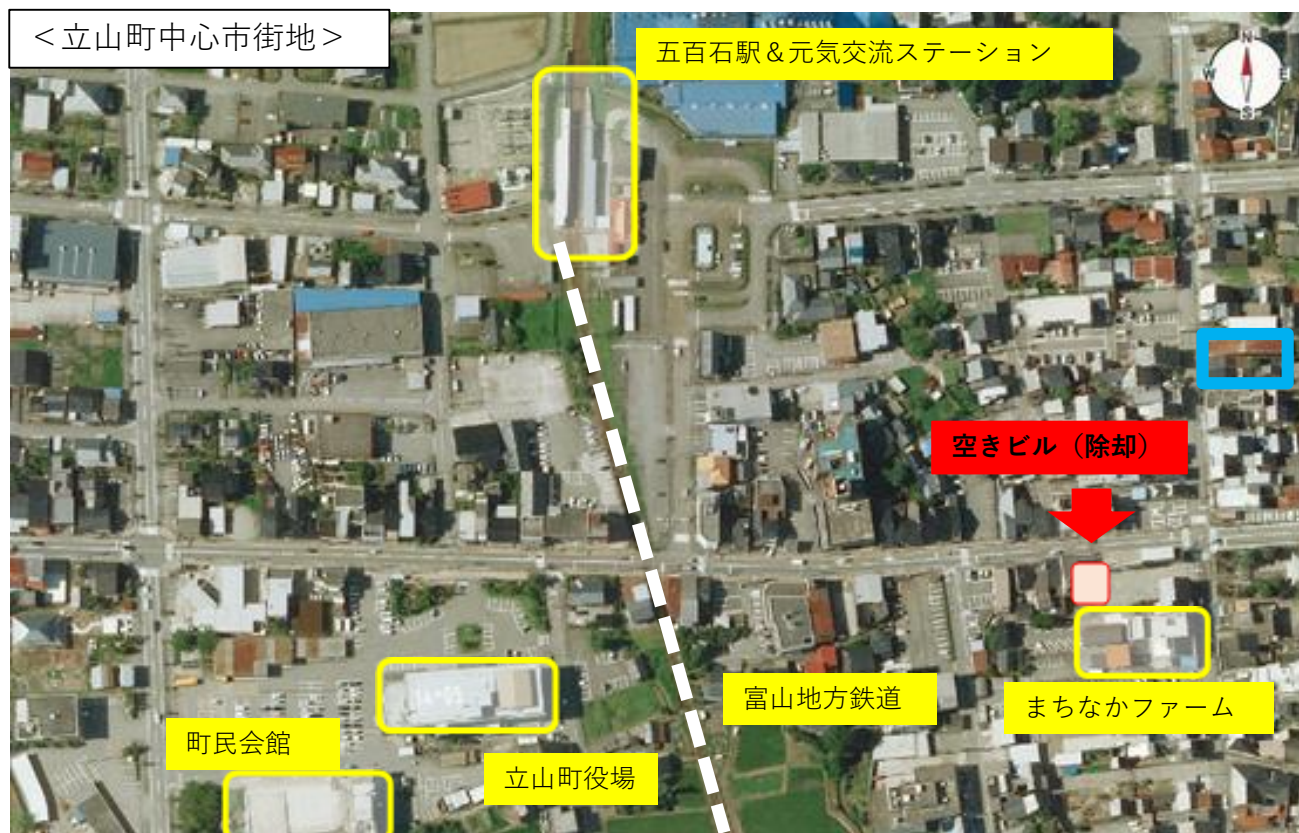 ＜立山町中心市街地＞
五百石駅＆元気交流ステーション
N
W
E
S
空きビル（除却）
富山地方鉄道
まちなかファーム
町民会館
立山町役場